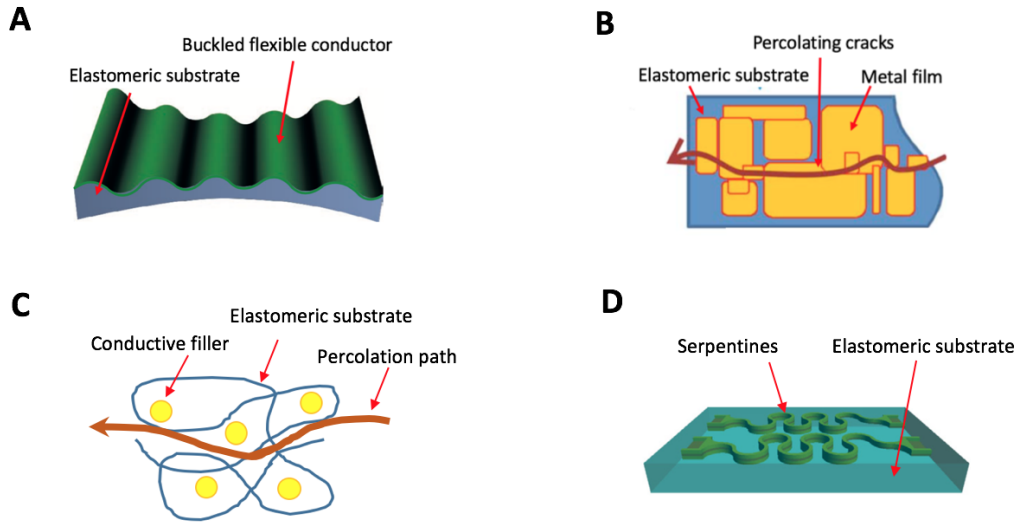 A
Buckled flexible conductor
Elastomeric substrate
B
Percolating cracks
Elastomeric substrate
Metal film
C
Elastomeric substrate
Conductive filler
Percolation path
D
Serpentines
Elastomeric substrate